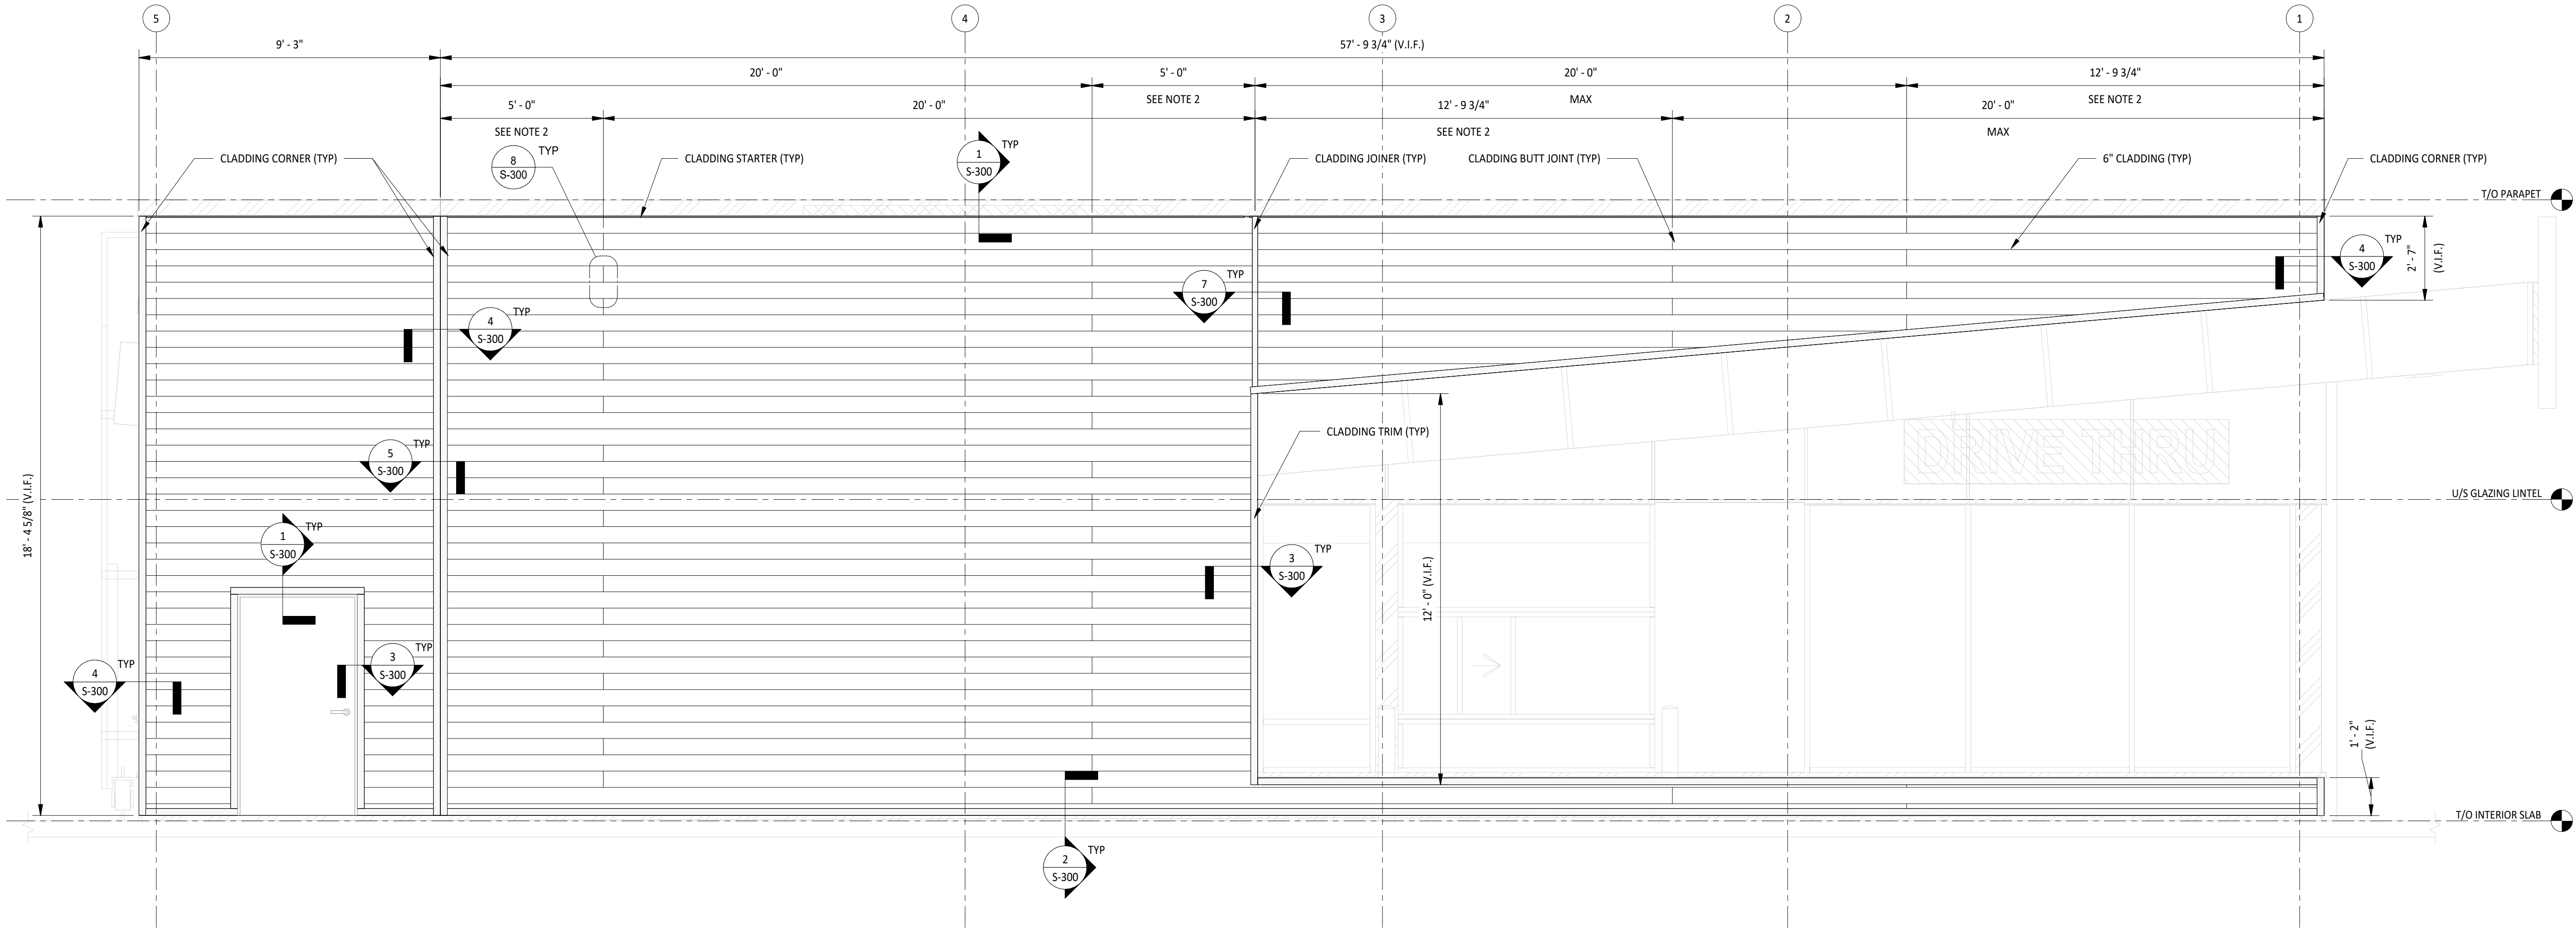 5
4
3
2
1
9' - 3"
57' - 9 3/4" (V.I.F.)
20' - 0"
5' - 0"
20' - 0"
12' - 9 3/4"
SEE NOTE 2
MAX
SEE NOTE 2
5' - 0"
20' - 0"
12' - 9 3/4"
20' - 0"
SEE NOTE 2
SEE NOTE 2
MAX
CLADDING CORNER (TYP)
8
S-300
TYP
CLADDING STARTER (TYP)
1
S-300
TYP
CLADDING JOINER (TYP)
CLADDING BUTT JOINT (TYP)
6" CLADDING (TYP)
CLADDING CORNER (TYP)
T/O PARAPET
4
S-300
TYP
2' - 7"
(V.I.F.)
7
S-300
TYP
4
S-300
TYP
CLADDING TRIM (TYP)
DRIVE THRU
5
S-300
TYP
18' - 4 5/8" (V.I.F.)
U/S GLAZING LINTEL
1
S-300
TYP
3
S-300
TYP
12' - 0" (V.I.F.)
3
S-300
TYP
4
S-300
TYP
1' - 2"
(V.I.F.)
T/O INTERIOR SLAB
2
S-300
TYP